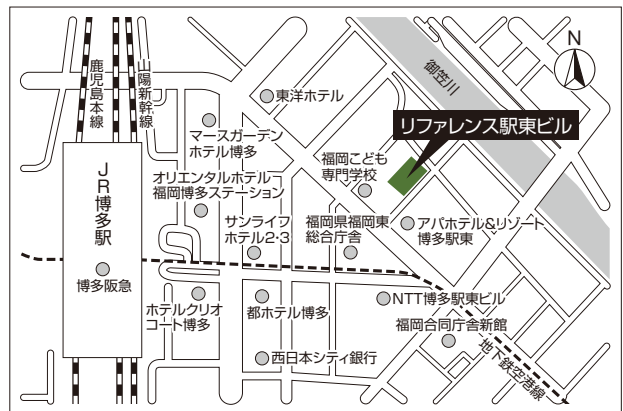 N
御笠川
鹿児島本線
山陽新幹線
東洋ホテル
マースガーデン
ホテル博多
リファレンス駅東ビル
福岡こども
専門学校
オリエンタルホテル
福岡博多ステーション
JR博多駅
サンライフ
ホテル2・3
福岡県福岡東
総合庁舎
アパホテル&リゾート
博多駅東
博多阪急
ホテルクリオ
コート博多
都ホテル博多
NTT博多駅東ビル
福岡合同庁舎新館
西日本シティ銀行
地下鉄空港線